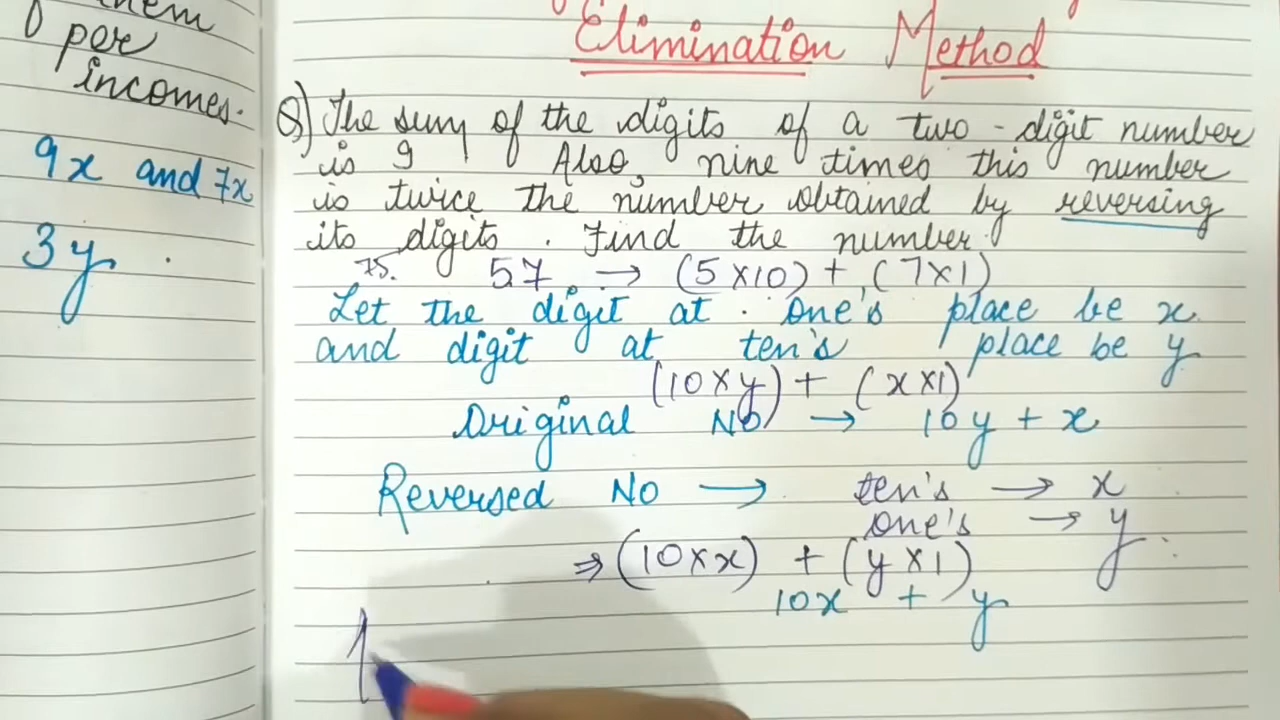 per
incomes.
9x and 7x
3y
Elimination Method
Q) The sum of the digits of a two-digit number
is 9 Also, nine times this number
is twice the number obtained by reversing
its digits. Find the number.
75. 57 → (5×10) + (7×1)
Let the digit at one's place be x
and digit at ten's place be y
(10×y) + (x×1)
Original No → 10y + x
Reversed No → ten's → x
one's → y
⇒ (10×x) + (y×1)
10x + y